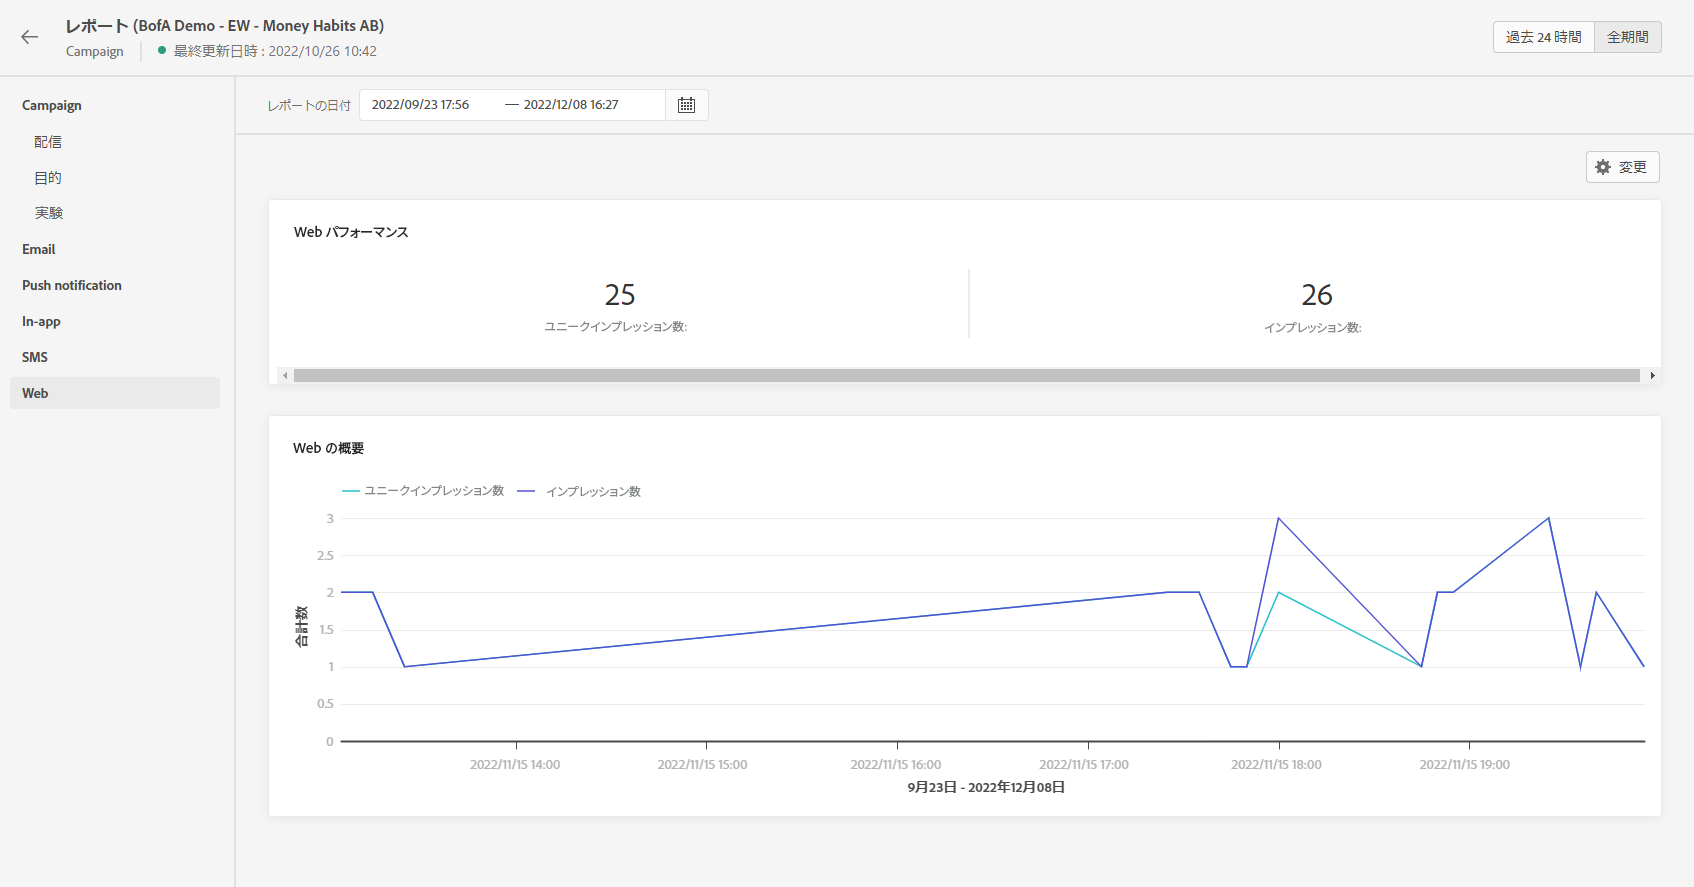 レポート (BofA Demo - EW - Money Habits AB)
Campaign
最終更新日時 : 2022/10/26 10:42
過去 24 時間
全期間
Campaign
配信
目的
実験
Email
Push notification
In-app
SMS
Web
レポートの日付
2022/09/23 17:56 — 2022/12/08 16:27
変更
Web パフォーマンス
25
ユニークインプレッション数:
26
インプレッション数:
Web の概要
ユニークインプレッション数
インプレッション数
3
2.5
2
1.5
1
0.5
0
合計数
2022/11/15 14:00
2022/11/15 15:00
2022/11/15 16:00
2022/11/15 17:00
2022/11/15 18:00
2022/11/15 19:00
9月23日 - 2022年12月08日